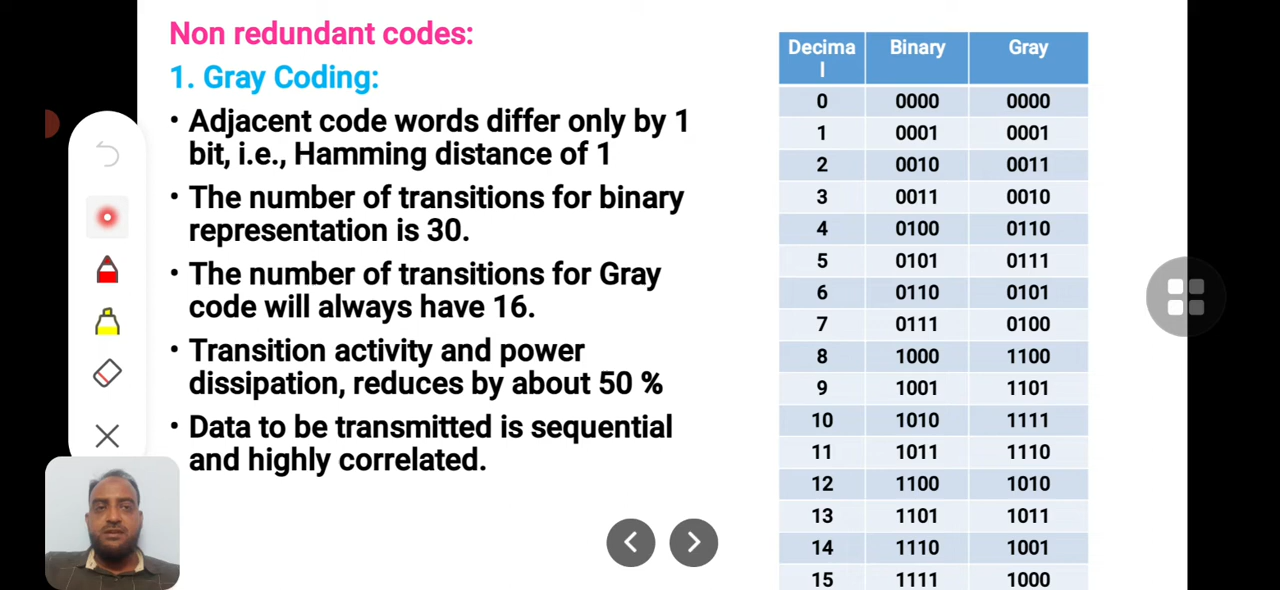 Non redundant codes:
1. Gray Coding:
• Adjacent code words differ only by 1
bit, i.e., Hamming distance of 1
• The number of transitions for binary
representation is 30.
• The number of transitions for Gray
code will always have 16.
• Transition activity and power
dissipation, reduces by about 50 %
• Data to be transmitted is sequential
and highly correlated.
Decima
l Binary Gray
0 0000 0000
1 0001 0001
2 0010 0011
3 0011 0010
4 0100 0110
5 0101 0111
6 0110 0101
7 0111 0100
8 1000 1100
9 1001 1101
10 1010 1111
11 1011 1110
12 1100 1010
13 1101 1011
14 1110 1001
15 1111 1000